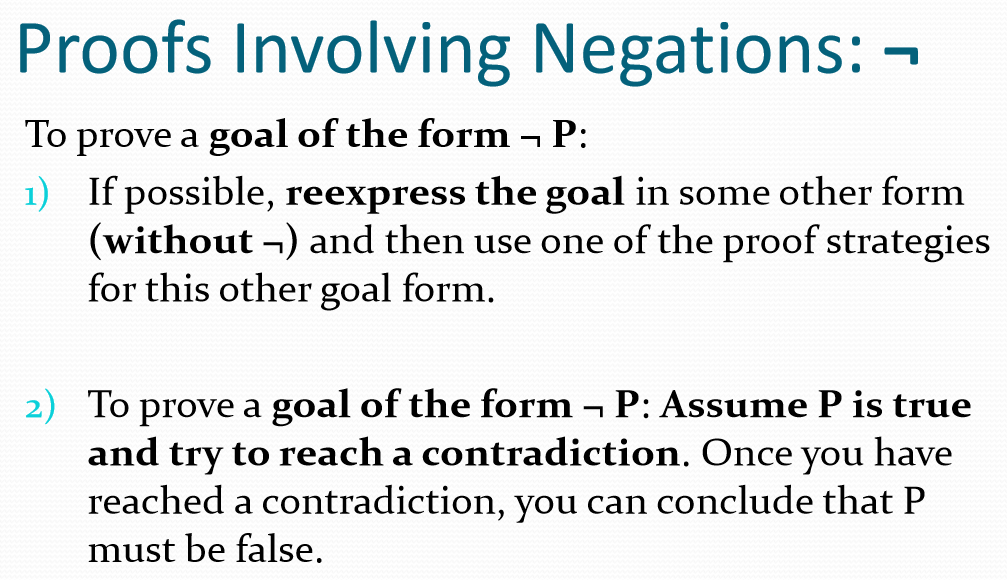 Proofs Involving Negations: ¬
To prove a goal of the form ¬ P:
1) If possible, reexpress the goal in some other form
(without ¬) and then use one of the proof strategies
for this other goal form.
2) To prove a goal of the form ¬ P: Assume P is true
and try to reach a contradiction. Once you have
reached a contradiction, you can conclude that P
must be false.